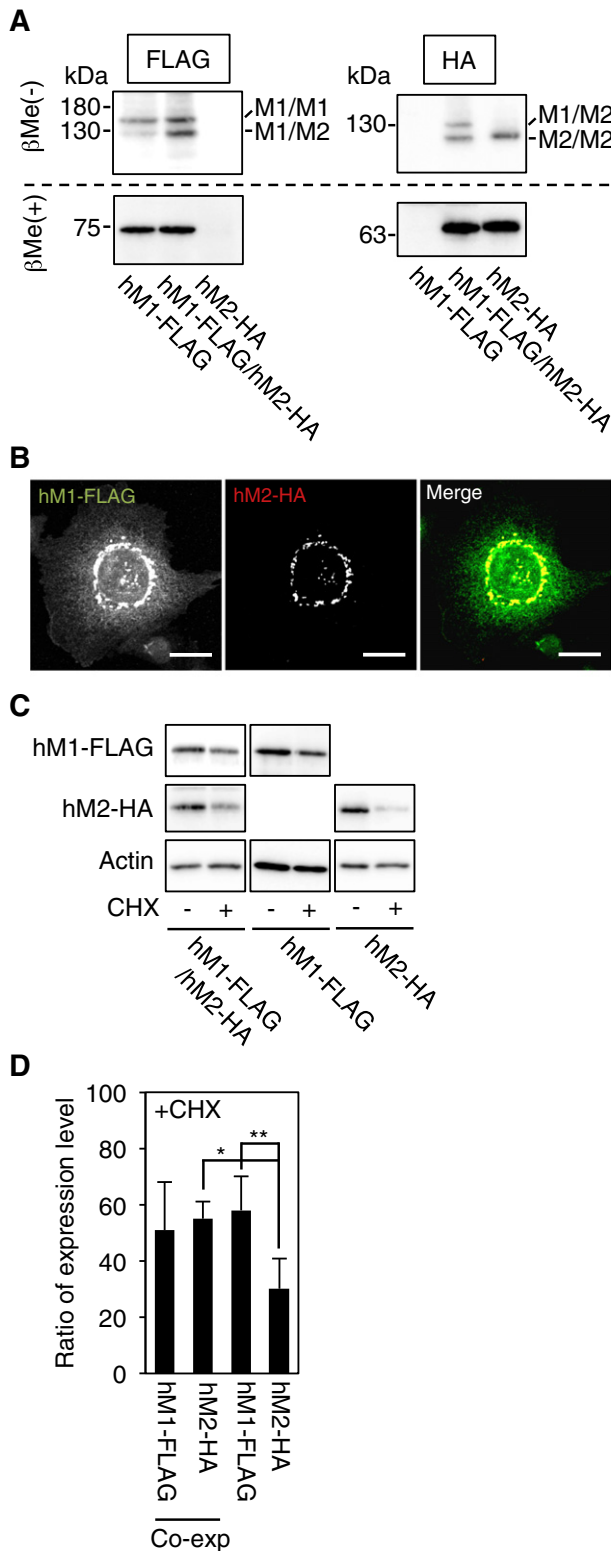 A
kDa
FLAG
kDa
HA
βMe(-)
180
130
M1/M1
M1/M2
130
M1/M2
M2/M2
βMe(+)
75
63
hM1-FLAG
hM1-FLAG/hM2-HA
hM2-HA
hM1-FLAG
hM1-FLAG/hM2-HA
hM2-HA
B
hM1-FLAG
hM2-HA
Merge
C
hM1-FLAG
hM2-HA
Actin
CHX
- + - + - +
hM1-FLAG
/hM2-HA
hM1-FLAG
hM2-HA
D
Ratio of expression level
100
80
60
40
20
0
+CHX
*
**
hM1-FLAG
hM2-HA
hM1-FLAG
hM2-HA
Co-exp